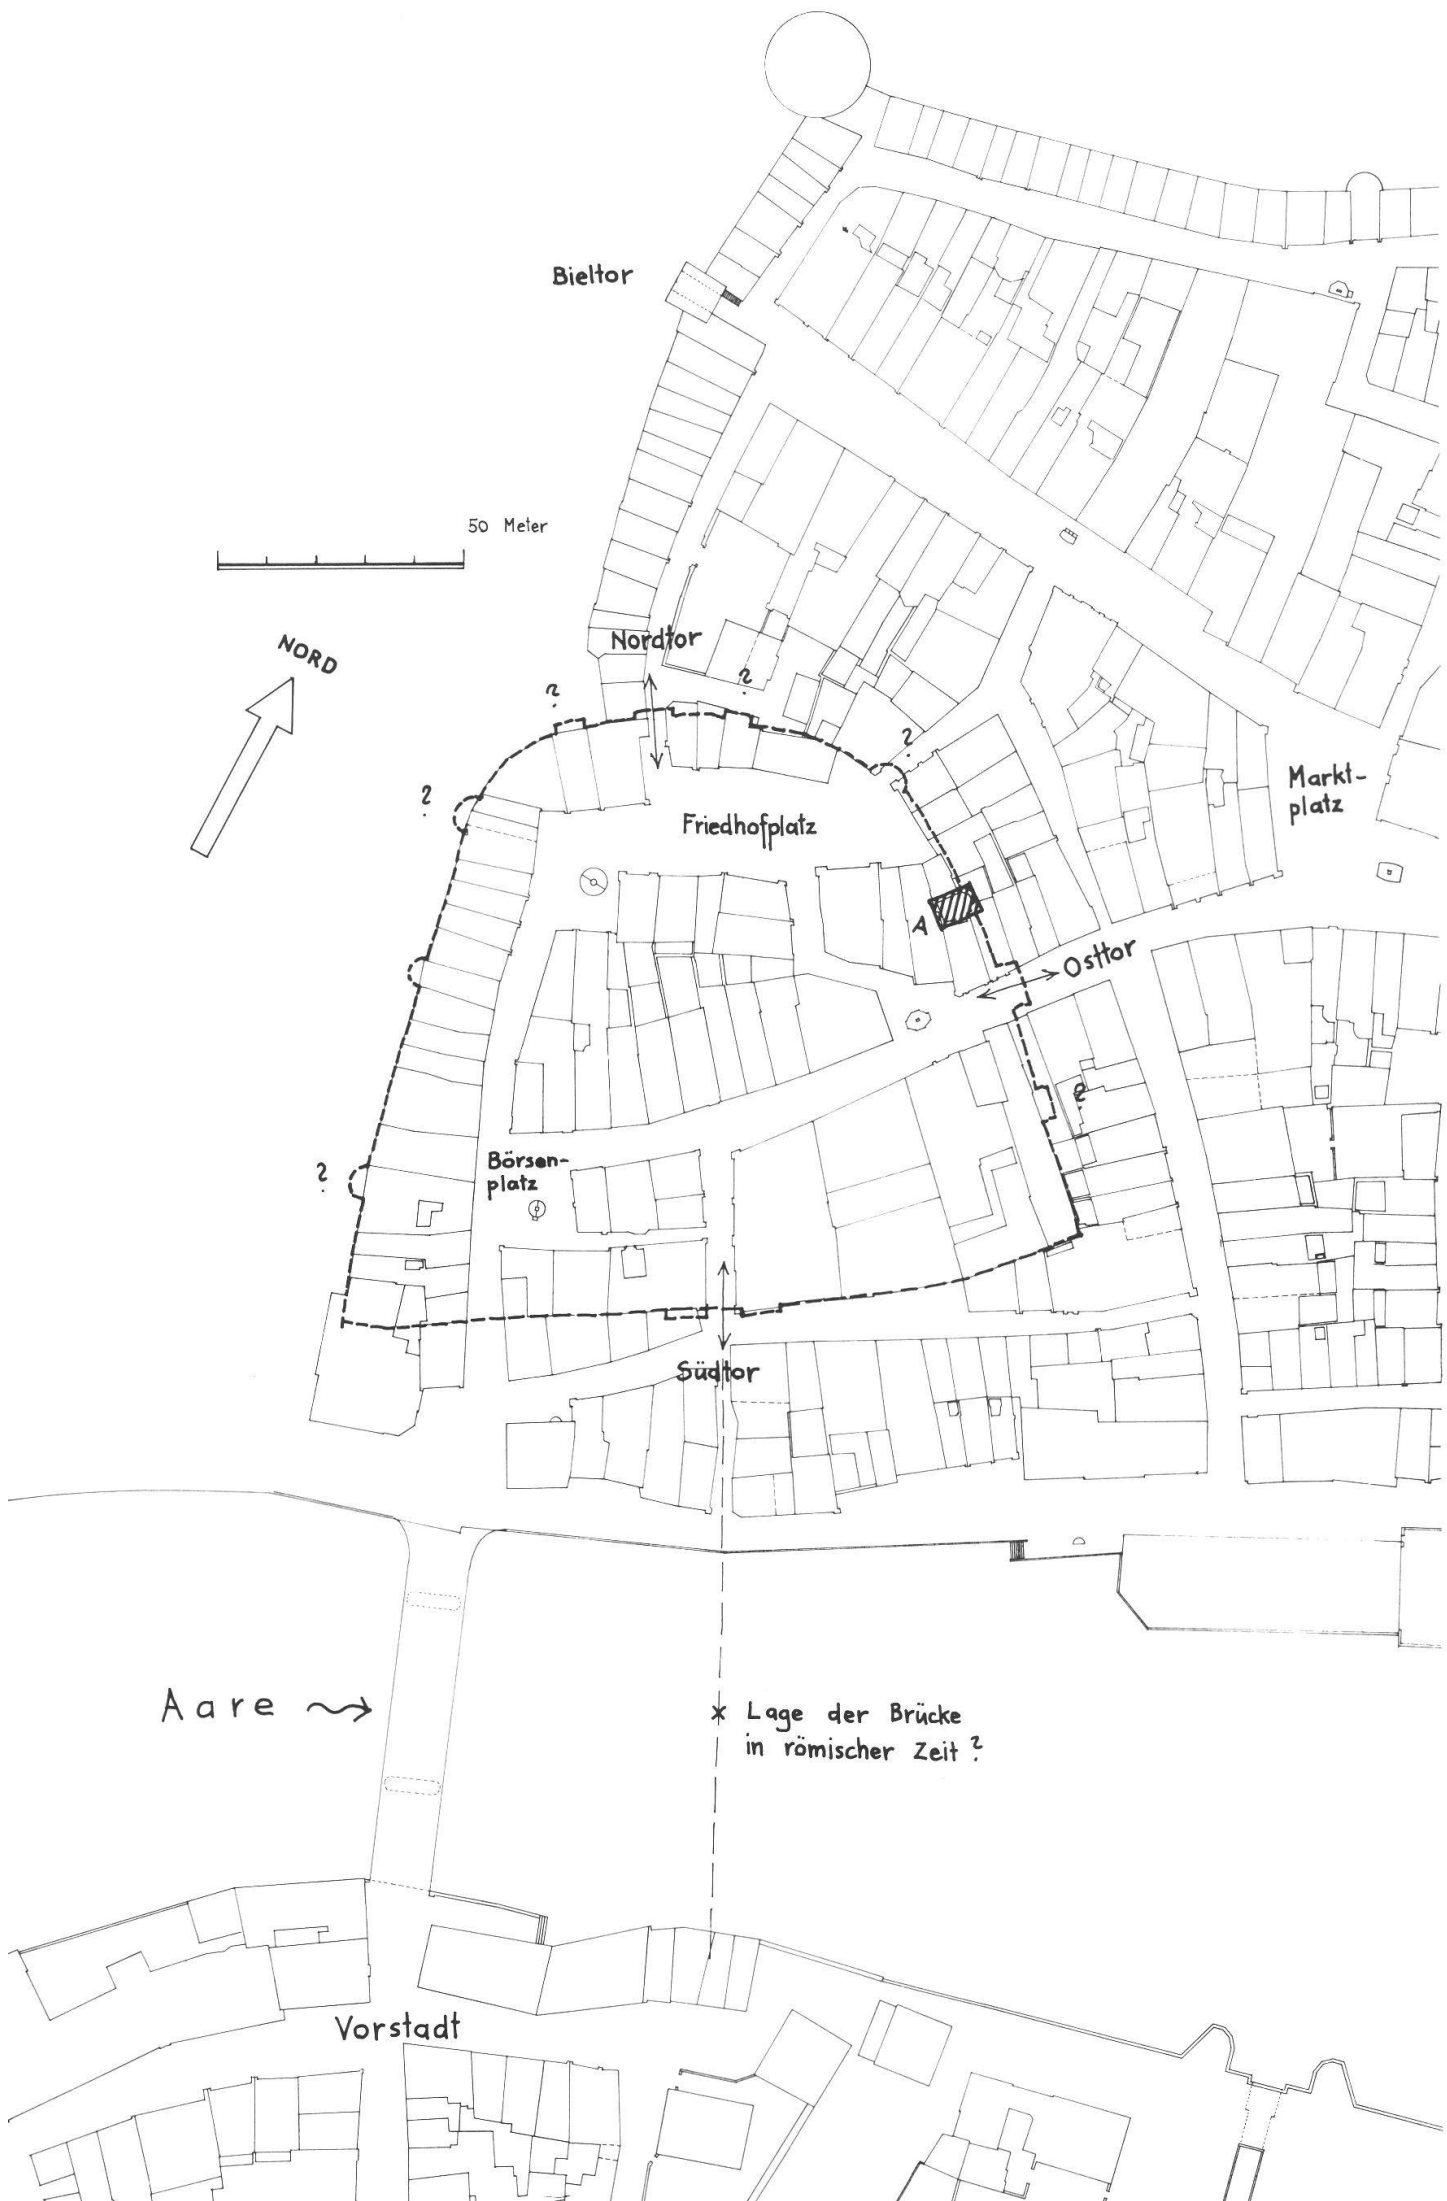 Bieltor
50 Meter
NORD
Nordtor
?
?
?
?
Markt-
platz
Friedhofplatz
A
Osttor
?
Börsen-
platz
?
Südtor
Aare
Lage der Brücke
in römischer Zeit ?
Vorstadt